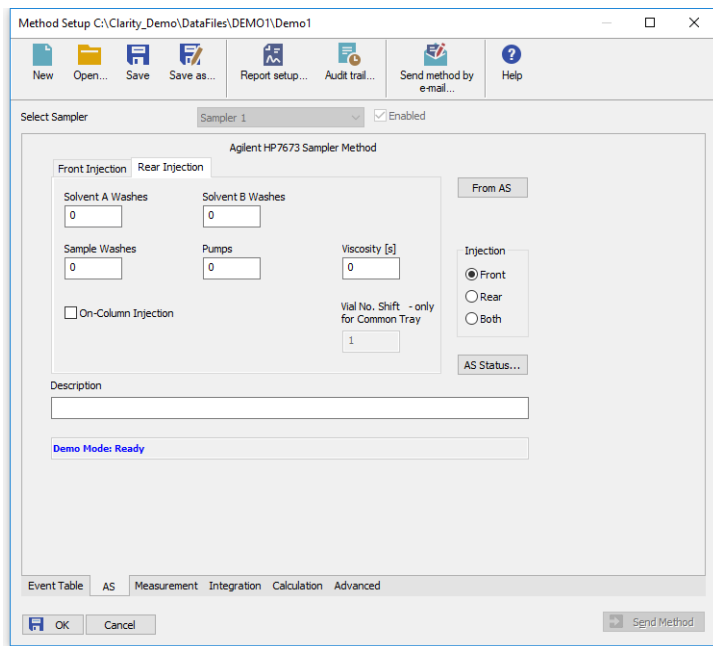 Method Setup C:\Clarity_Demo\DataFiles\DEMO1\Demo1
New Open... Save Save as... Report setup... Audit trail... Send method by e-mail... Help
Select Sampler Sampler 1 Enabled
Agilent HP7673 Sampler Method
Front Injection Rear Injection
From AS
Solvent A Washes Solvent B Washes
0 0
Sample Washes Pumps Viscosity [s]
0 0 0
Injection
Front
Rear
Both
On-Column Injection
Vial No. Shift - only
for Common Tray
1
AS Status...
Description
Demo Mode: Ready
Event Table AS Measurement Integration Calculation Advanced
OK Cancel Send Method